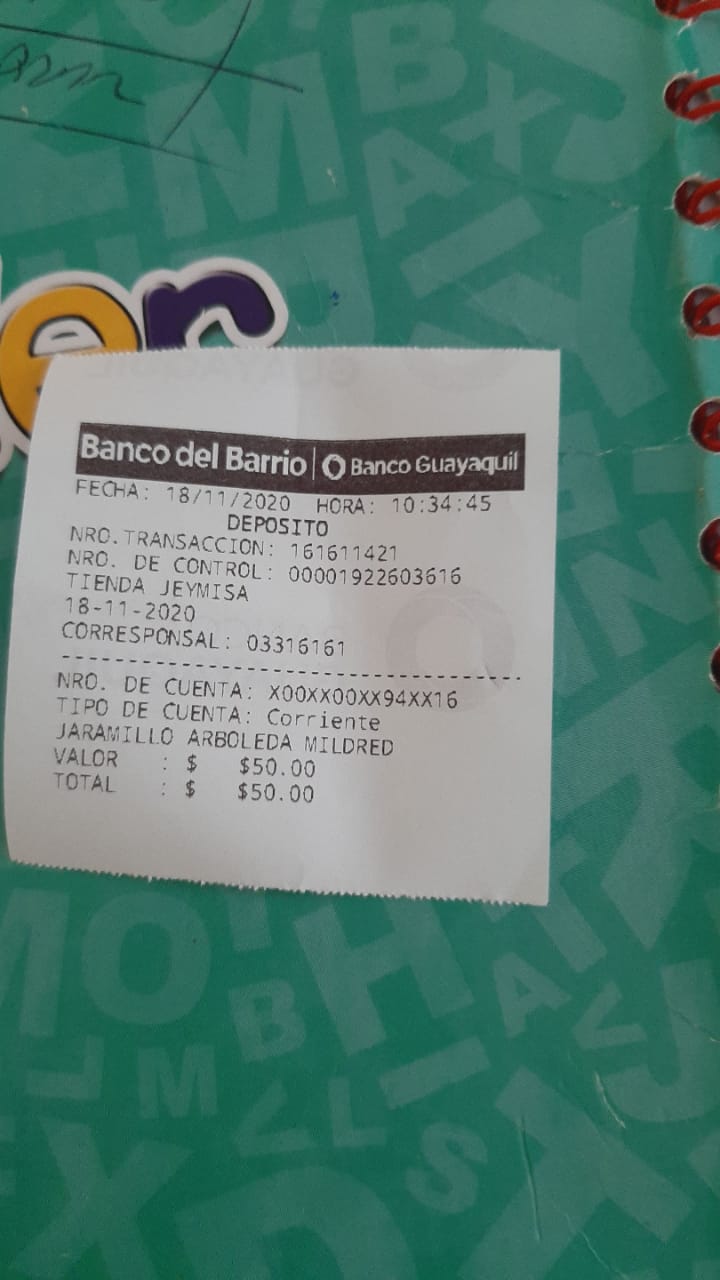 er
Banco del Barrio | Banco Guayaquil
FECHA: 18/11/2020 HORA: 10:34:45
DEPOSITO
NRO.TRANSACCION: 161611421
NRO. DE CONTROL: 00001922603616
TIENDA JEYMISA
18-11-2020
CORRESPONSAL: 03316161
NRO. DE CUENTA: X00XX00XX94XX16
TIPO DE CUENTA: Corriente
JARAMILLO ARBOLEDA MILDRED
VALOR : $ $50.00
TOTAL : $ $50.00